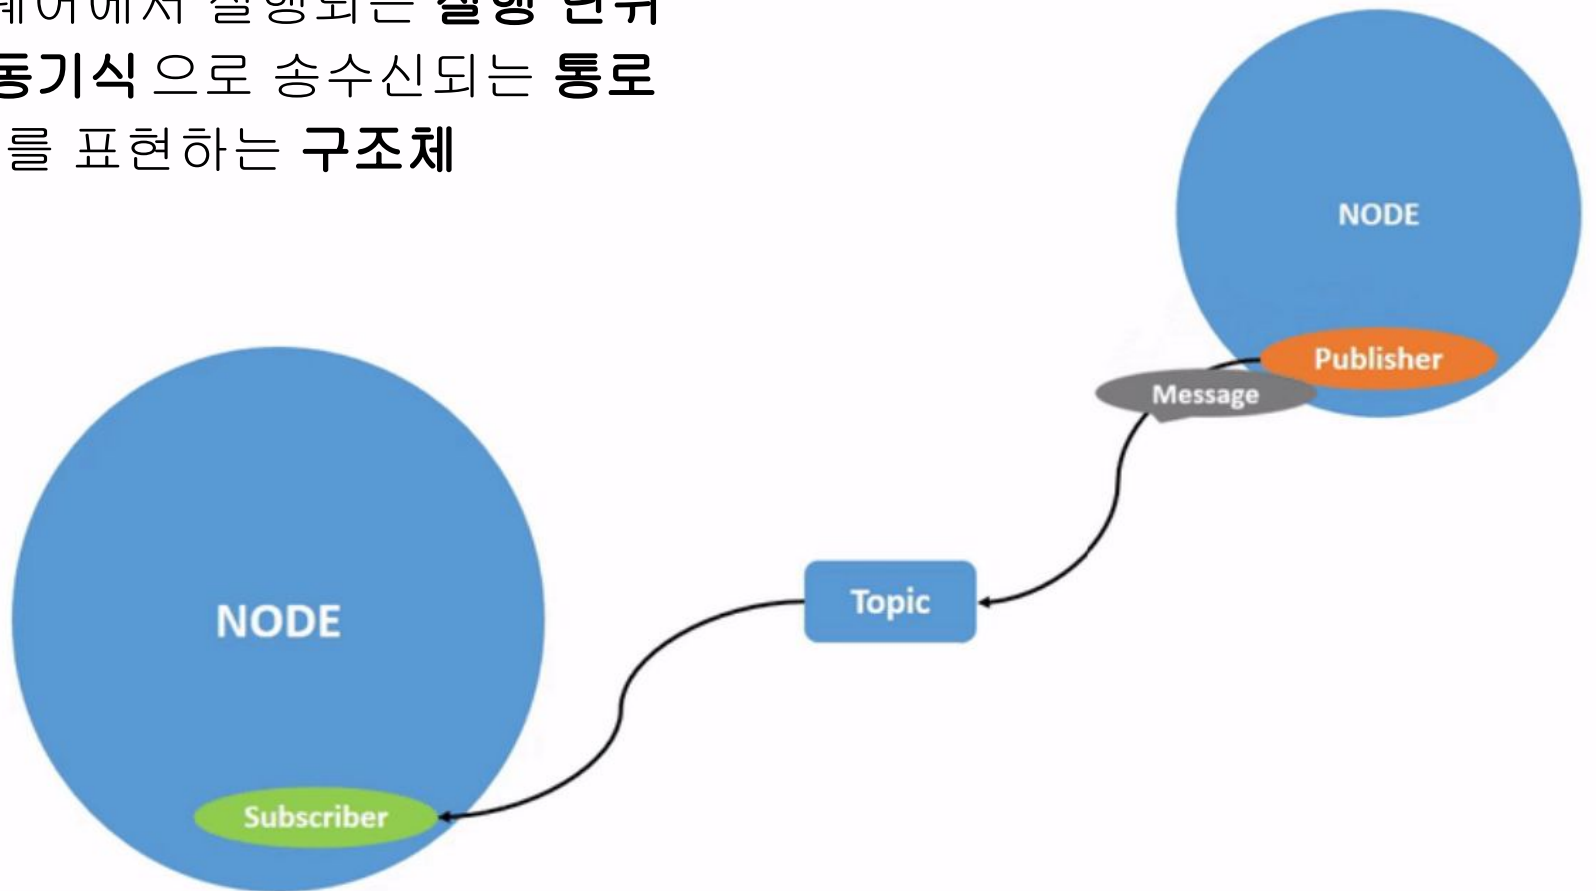 실행되는 실행 단위
동기식 으로 송수신되는 통로
를 표현하는 구조체
NODE
Publisher
Message
Topic
NODE
Subscriber